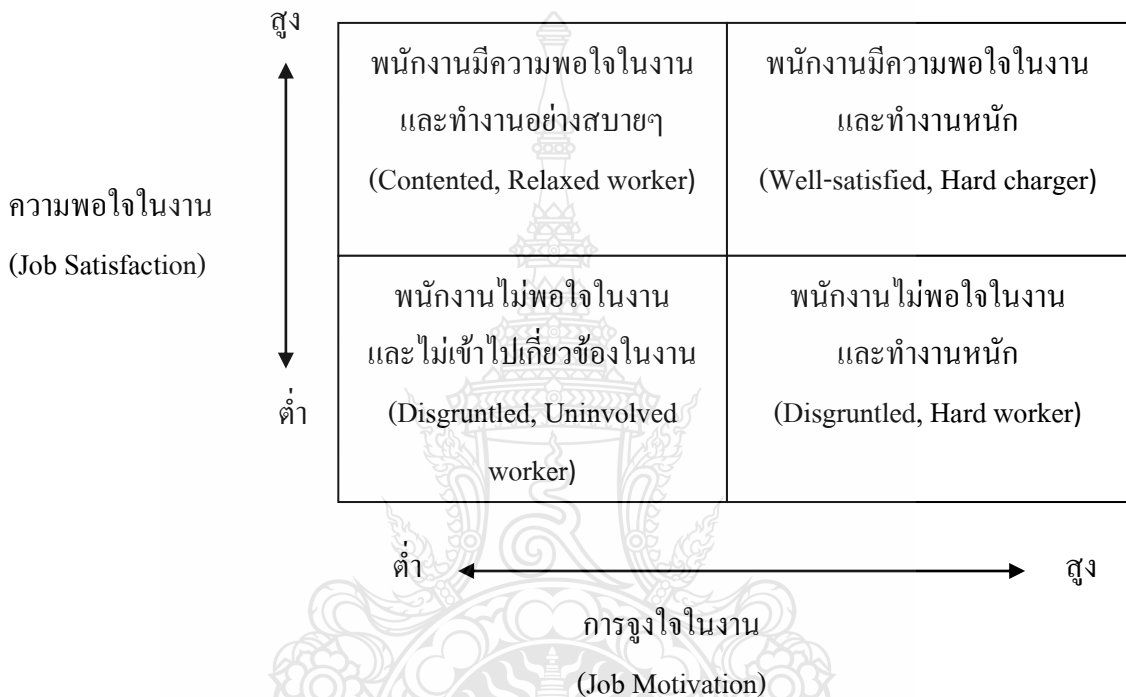 สูง
พนักงานมีความพอใจในงาน
และทำงานอย่างสบายๆ
(Contented, Relaxed worker)
พนักงานมีความพอใจในงาน
และทำงานหนัก
(Well-satisfied, Hard charger)
ความพอใจในงาน
(Job Satisfaction)
พนักงานไม่พอใจในงาน
และไม่เข้าไปเกี่ยวข้องในงาน
(Disgruntled, Uninvolved
worker)
พนักงานไม่พอใจในงาน
และทำงานหนัก
(Disgruntled, Hard worker)
ต่ำ
ต่ำ
สูง
การจูงใจในงาน
(Job Motivation)